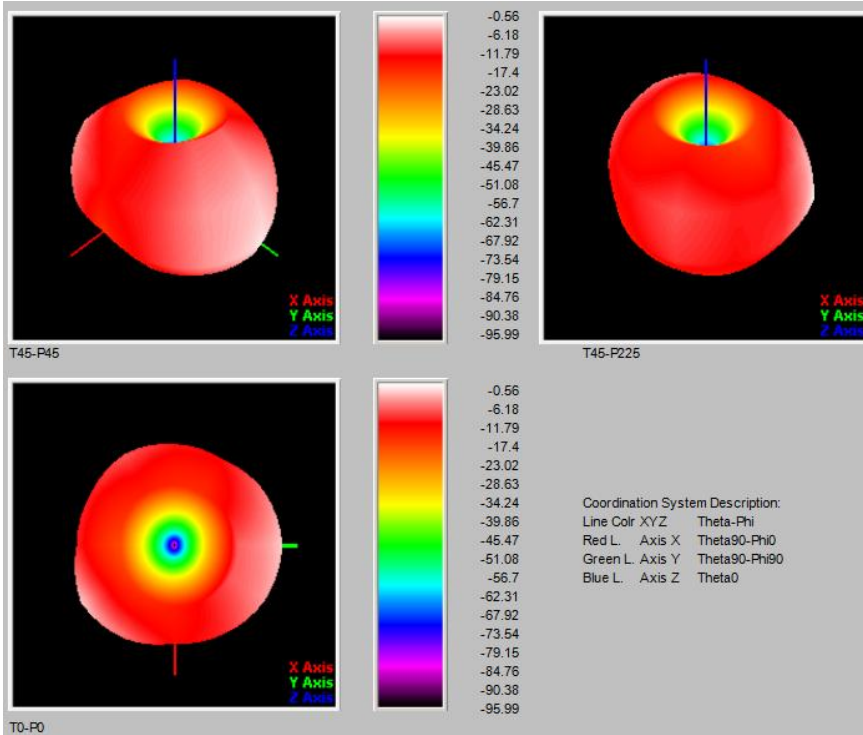 -0.56
-6.18
-11.79
-17.4
-23.02
-28.63
-34.24
-39.86
-45.47
-51.08
-56.7
-62.31
-67.92
-73.54
-79.15
-84.76
-90.38
-95.99
X Axis
Y Axis
Z Axis
T45-P45
X Axis
Y Axis
Z Axis
T45-P225
-0.56
-6.18
-11.79
-17.4
-23.02
-28.63
-34.24
-39.86
-45.47
-51.08
-56.7
-62.31
-67.92
-73.54
-79.15
-84.76
-90.38
-95.99
X Axis
Y Axis
Z Axis
T0-P0
Coordination System Description:
Line Colr XYZ Theta-Phi
Red L. Axis X Theta90-Phi0
Green L. Axis Y Theta90-Phi90
Blue L. Axis Z Theta0